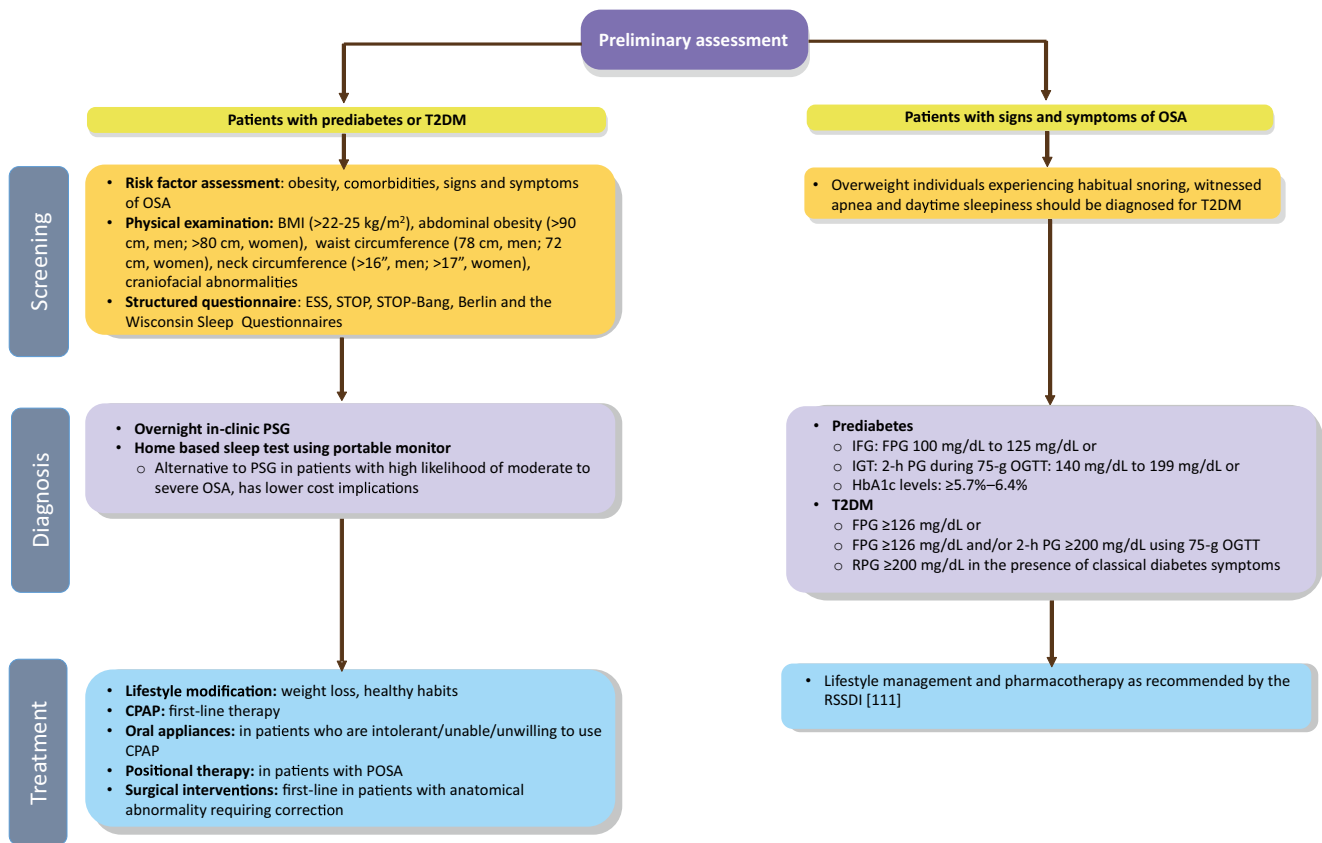 Preliminary assessment
Patients with prediabetes or T2DM
Patients with signs and symptoms of OSA
Screening
• Risk factor assessment: obesity, comorbidities, signs and symptoms
of OSA
• Physical examination: BMI (>22-25 kg/m²), abdominal obesity (>90
cm, men; >80 cm, women), waist circumference (78 cm, men; 72
cm, women), neck circumference (>16”, men; >17”, women),
craniofacial abnormalities
• Structured questionnaire: ESS, STOP, STOP-Bang, Berlin and the
Wisconsin Sleep Questionnaires
• Overweight individuals experiencing habitual snoring, witnessed
apnea and daytime sleepiness should be diagnosed for T2DM
Diagnosis
• Overnight in-clinic PSG
• Home based sleep test using portable monitor
o Alternative to PSG in patients with high likelihood of moderate to
severe OSA, has lower cost implications
• Prediabetes
o IFG: FPG 100 mg/dL to 125 mg/dL or
o IGT: 2-h PG during 75-g OGTT: 140 mg/dL to 199 mg/dL or
o HbA1c levels: ≥5.7%–6.4%
• T2DM
o FPG ≥126 mg/dL or
o FPG ≥126 mg/dL and/or 2-h PG ≥200 mg/dL using 75-g OGTT
o RPG ≥200 mg/dL in the presence of classical diabetes symptoms
Treatment
• Lifestyle modification: weight loss, healthy habits
• CPAP: first-line therapy
• Oral appliances: in patients who are intolerant/unable/unwilling to use
CPAP
• Positional therapy: in patients with POSA
• Surgical interventions: first-line in patients with anatomical
abnormality requiring correction
• Lifestyle management and pharmacotherapy as recommended by the
RSSDI [111]